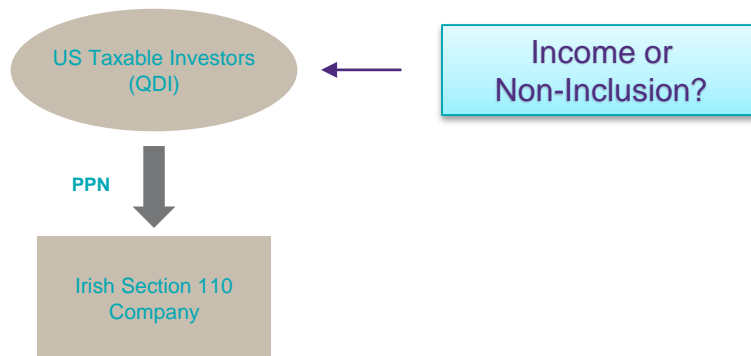 US Taxable Investors
(QDI)
Income or
Non-Inclusion?
PPN
Irish Section 110
Company